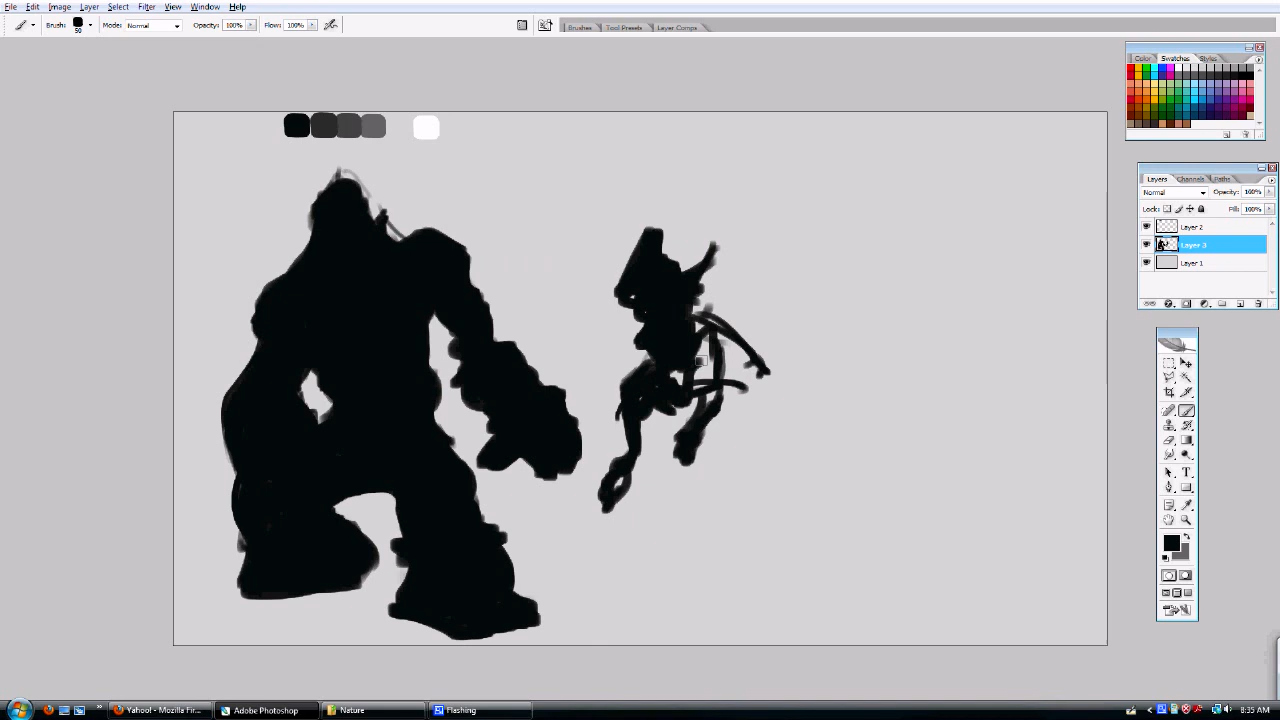 File Edit Image Layer Select Filter View Window Help
Brush: 50 Mode: Normal Opacity: 100% Flow: 100% Brushes Tool Presets Layer Comps
Color Swatches Styles
Layers Channels Paths
Normal Opacity: 100%
Lock: Fill: 100%
Layer 2
Layer 3
Layer 1
Yahoo! - Mozilla Fir... Adobe Photoshop Nature Flashing 8:35 AM